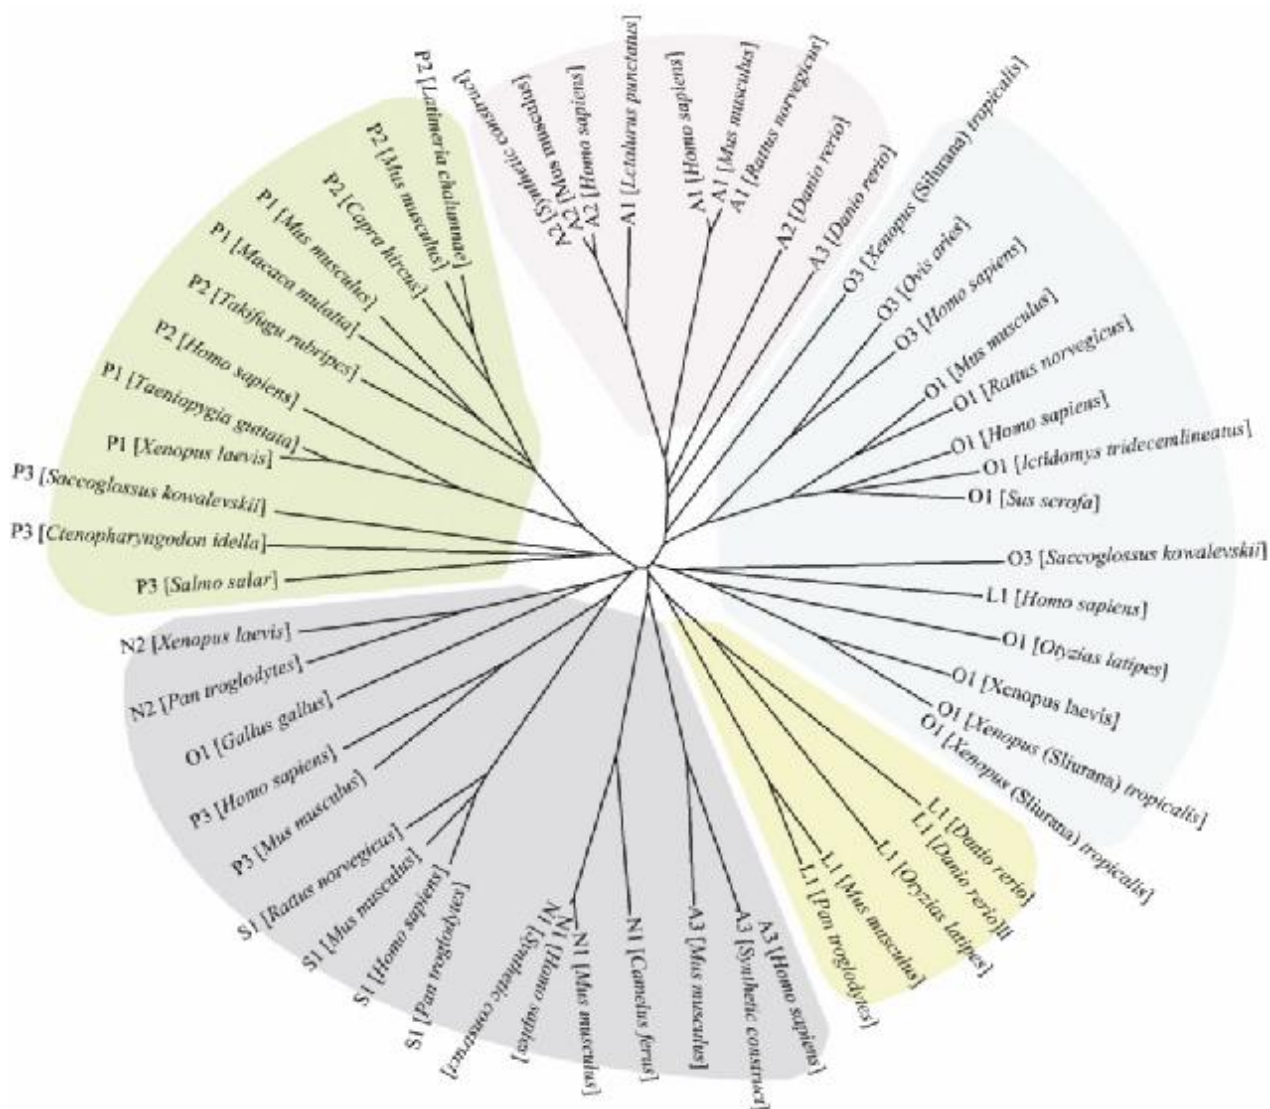 P2 [Latimeria chalumnae]
P2 [Mus musculus]
P2 [Capra hircus]
P1 [Mus musculus]
P1 [Macaca mulatta]
P2 [Takifugu rubripes]
P2 [Homo sapiens]
P1 [Taeniopygia guttata]
P1 [Xenopus laevis]
P3 [Saccoglossus kowalevskii]
P3 [Ctenopharyngodon idella]
P3 [Salmo salar]
A2 [Synthetic construct]
A2 [Mus musculus]
A2 [Homo sapiens]
A1 [Letalurus punctatus]
A1 [Homo sapiens]
A1 [Mus musculus]
A1 [Rattus norvegicus]
A2 [Danio rerio]
A3 [Danio rerio]
O3 [Xenopus (Silurana) tropicalis]
O3 [Ovis aries]
O3 [Homo sapiens]
O1 [Mus musculus]
O1 [Rattus norvegicus]
O1 [Homo sapiens]
O1 [Ictidomys tridecemlineatus]
O1 [Sus scrofa]
O3 [Saccoglossus kowalevskii]
L1 [Homo sapiens]
O1 [Otyzias latipes]
O1 [Xenopus laevis]
O1 [Xenopus (Sliurana) tropicalis]
O1 [Xenopus (Sliurana) tropicalis]
L1 [Danio rerio]
L1 [Danio rerio]II
L1 [Oryzias latipes]
L1 [Mus musculus]
L1 [Pan troglodytes]
A3 [Homo sapiens]
A3 [Synthetic construct]
A3 [Mus musculus]
N1 [Camelus ferus]
N1 [Mus musculus]
N1 [Homo sapies]
N1 [Synthetic construct]
S1 [Pan troglodytes]
S1 [Homo sapiens]
S1 [Mus musculus]
S1 [Rattus norvegicus]
P3 [Mus musculus]
P3 [Homo sapiens]
O1 [Gallus gallus]
N2 [Pan troglodytes]
N2 [Xenopus laevis]